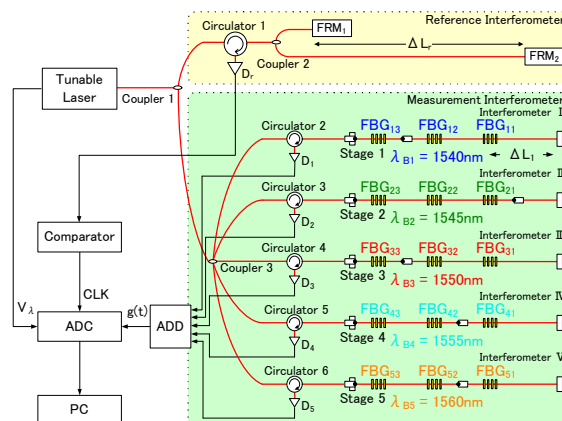 Reference Interferometer
Circulator 1
FRM1
ΔLr
FRM2
Coupler 2
Dr
Tunable
Laser
Coupler 1
Measurement Interferometer
Interferometer I
Circulator 2
FBG13 FBG12 FBG11
D1
Stage 1
λB1 = 1540nm
ΔL1
Interferometer II
Circulator 3
FBG23 FBG22 FBG21
D2
Stage 2
λB2 = 1545nm
Interferometer III
Circulator 4
FBG33 FBG32 FBG31
Coupler 3
D3
Stage 3
λB3 = 1550nm
Interferometer IV
Circulator 5
FBG43 FBG42 FBG41
D4
Stage 4
λB4 = 1555nm
Interferometer V
Circulator 6
FBG53 FBG52 FBG51
D5
Stage 5
λB5 = 1560nm
Comparator
CLK
Vλ
g(t)
ADC
ADD
PC